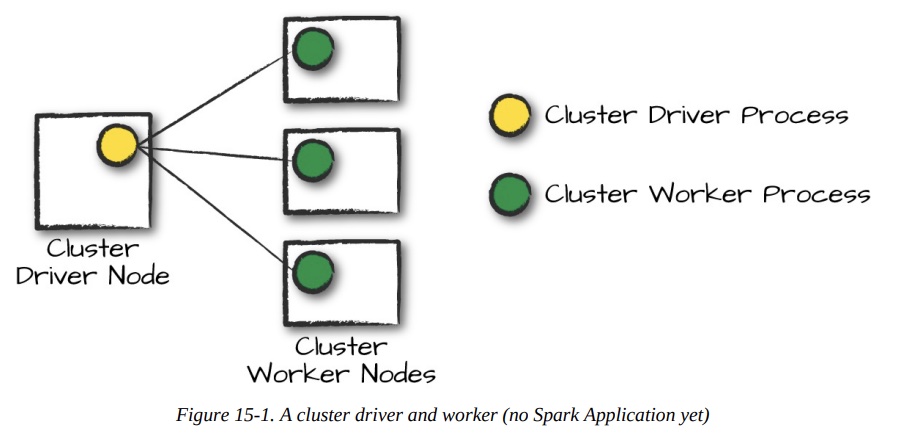 Cluster Driver Process
Cluster Worker Process
Cluster
Driver Node
Cluster
Worker Nodes
Figure 15-1. A cluster driver and worker (no Spark Application yet)